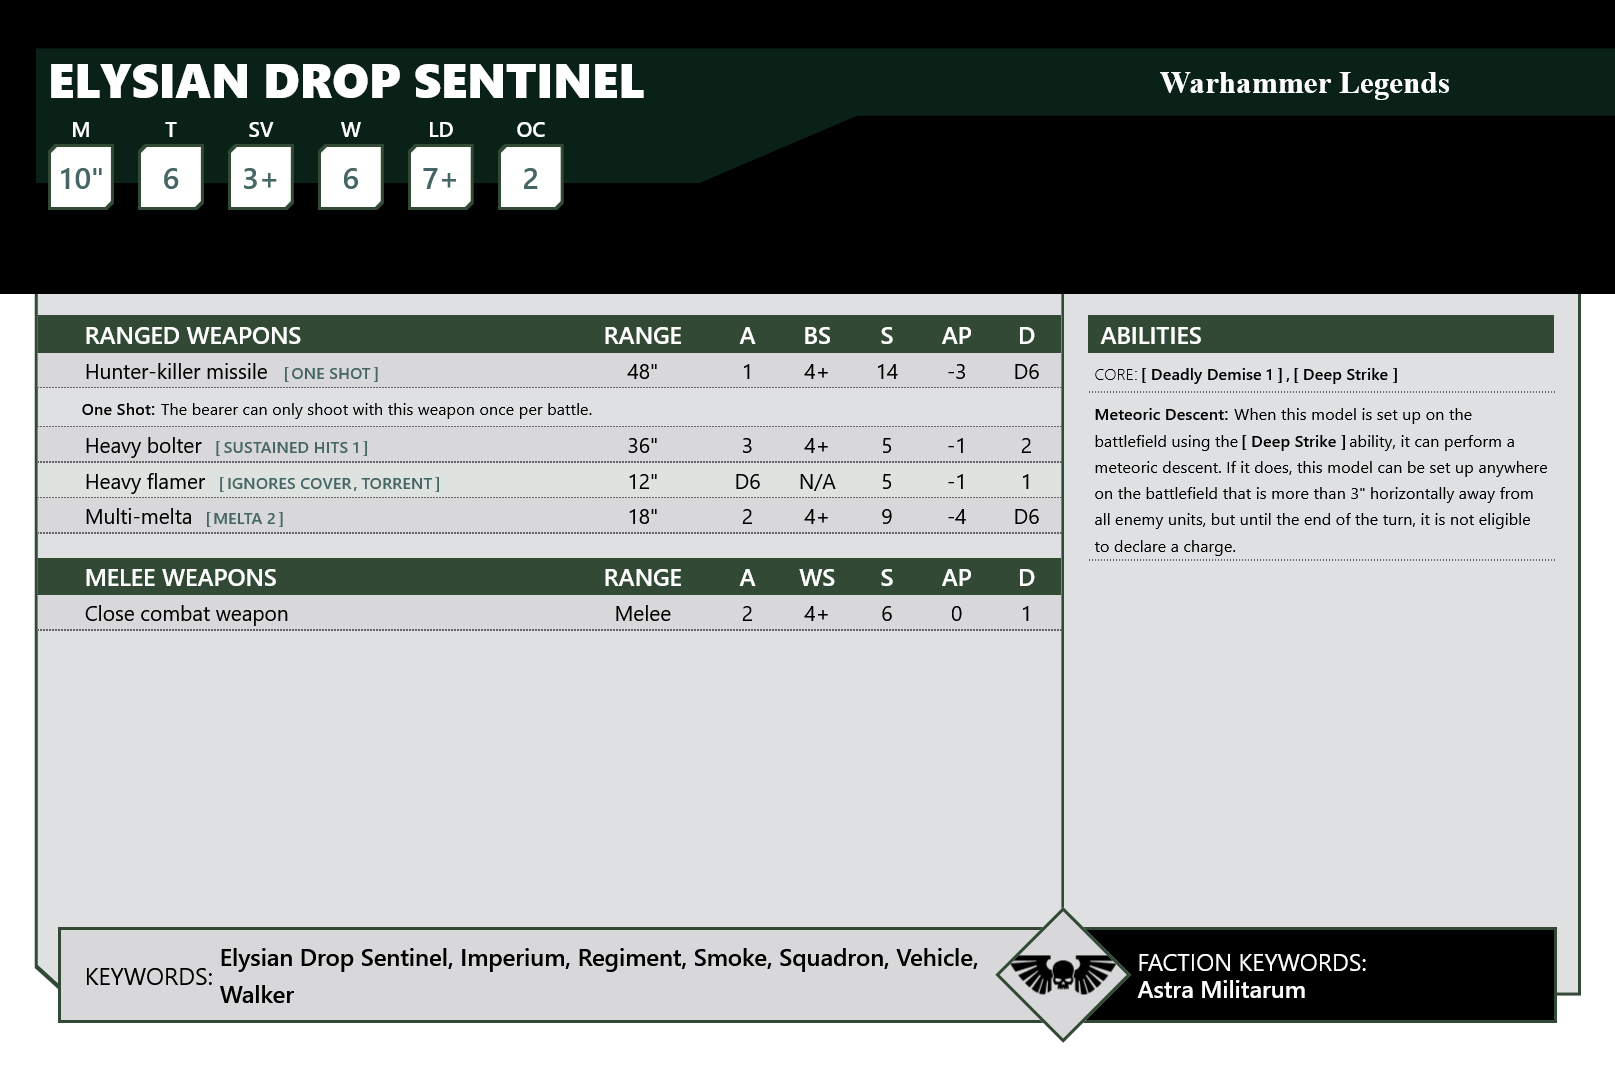 ELYSIAN DROP SENTINEL
Warhammer Legends
M T SV W LD OC
10" 6 3+ 6 7+ 2
RANGED WEAPONS RANGE A BS S AP D
Hunter-killer missile [ ONE SHOT ] 48" 1 4+ 14 -3 D6
One Shot: The bearer can only shoot with this weapon once per battle.
Heavy bolter [ SUSTAINED HITS 1 ] 36" 3 4+ 5 -1 2
Heavy flamer [ IGNORES COVER, TORRENT ] 12" D6 N/A 5 -1 1
Multi-melta [ MELTA 2 ] 18" 2 4+ 9 -4 D6
MELEE WEAPONS RANGE A WS S AP D
Close combat weapon Melee 2 4+ 6 0 1
ABILITIES
CORE: [ Deadly Demise 1 ] , [ Deep Strike ]
Meteoric Descent: When this model is set up on the
battlefield using the [ Deep Strike ] ability, it can perform a
meteoric descent. If it does, this model can be set up anywhere
on the battlefield that is more than 3" horizontally away from
all enemy units, but until the end of the turn, it is not eligible
to declare a charge.
KEYWORDS: Elysian Drop Sentinel, Imperium, Regiment, Smoke, Squadron, Vehicle,
Walker
FACTION KEYWORDS:
Astra Militarum